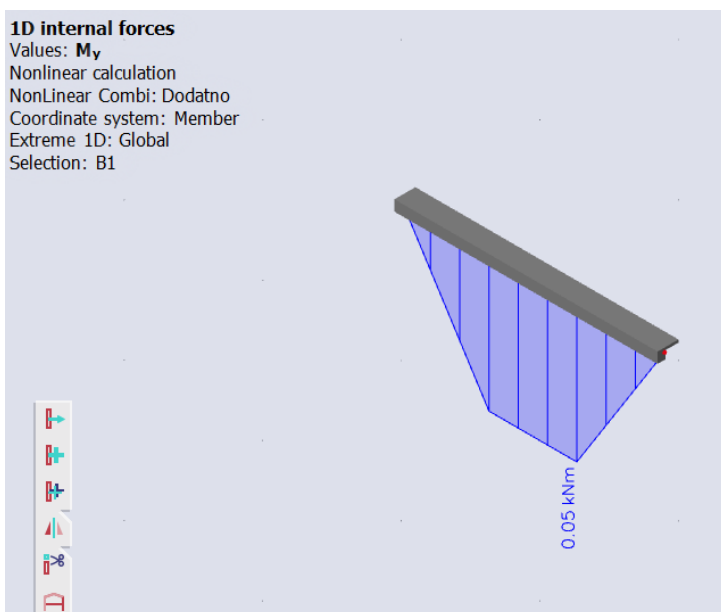 1D internal forces
Values: My
Nonlinear calculation
NonLinear Combi: Dodatno
Coordinate system: Member
Extreme 1D: Global
Selection: B1
0.05 kNm